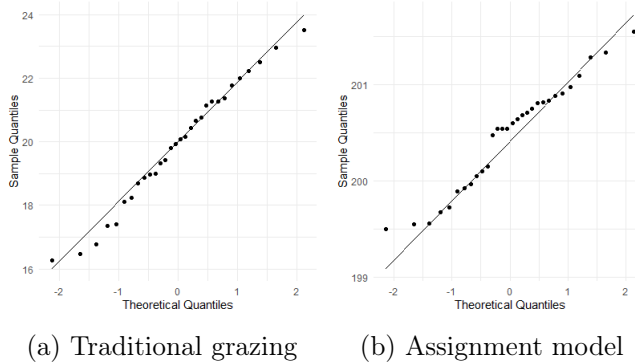 24
22
20
18
16
Sample Quantiles
-2 -1 0 1 2
Theoretical Quantiles
(a) Traditional grazing
201
200
199
Sample Quantiles
-2 -1 0 1 2
Theoretical Quantiles
(b) Assignment model